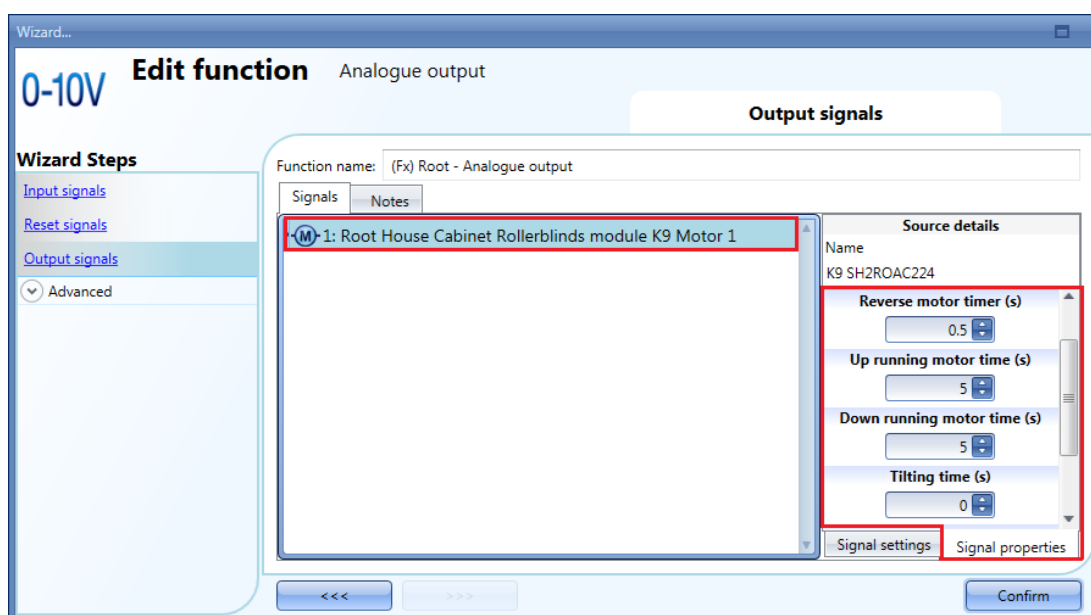 Wizard...
0-10V
Edit function Analogue output
Output signals
Wizard Steps
Input signals
Reset signals
Output signals
Advanced
Function name: (Fx) Root - Analogue output
Signals Notes
M 1: Root House Cabinet Rollerblinds module K9 Motor 1
Source details
Name
K9 SH2ROAC224
Reverse motor timer (s)
0.5
Up running motor time (s)
5
Down running motor time (s)
5
Tilting time (s)
0
Signal settings Signal properties
<<< >>> Confirm